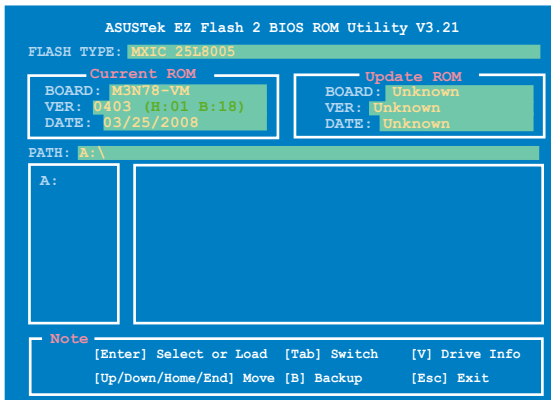 ASUSTek EZ Flash 2 BIOS ROM Utility V3.21
FLASH TYPE: MXIC 25L8005
Current ROM
BOARD: M3N78-VM
VER: 0403 (H:01 B:18)
DATE: 03/25/2008
Update ROM
BOARD: Unknown
VER: Unknown
DATE: Unknown
PATH: A:\
A:
Note
[Enter] Select or Load [Tab] Switch [V] Drive Info
[Up/Down/Home/End] Move [B] Backup [Esc] Exit